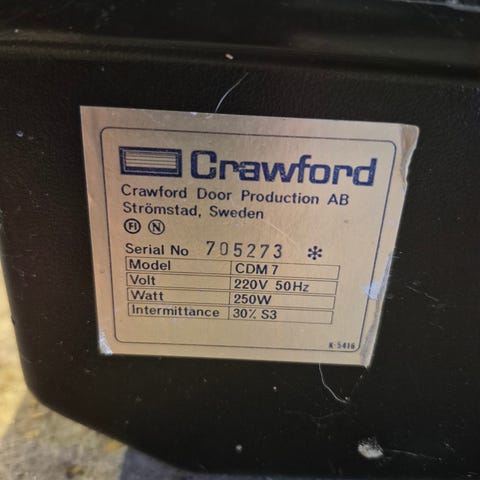 Crawford
Crawford Door Production AB
Strömstad, Sweden
FI N
Serial No 705273 *
Model CDM 7
Volt 220V 50Hz
Watt 250W
Intermittance 30% S3
K-5416